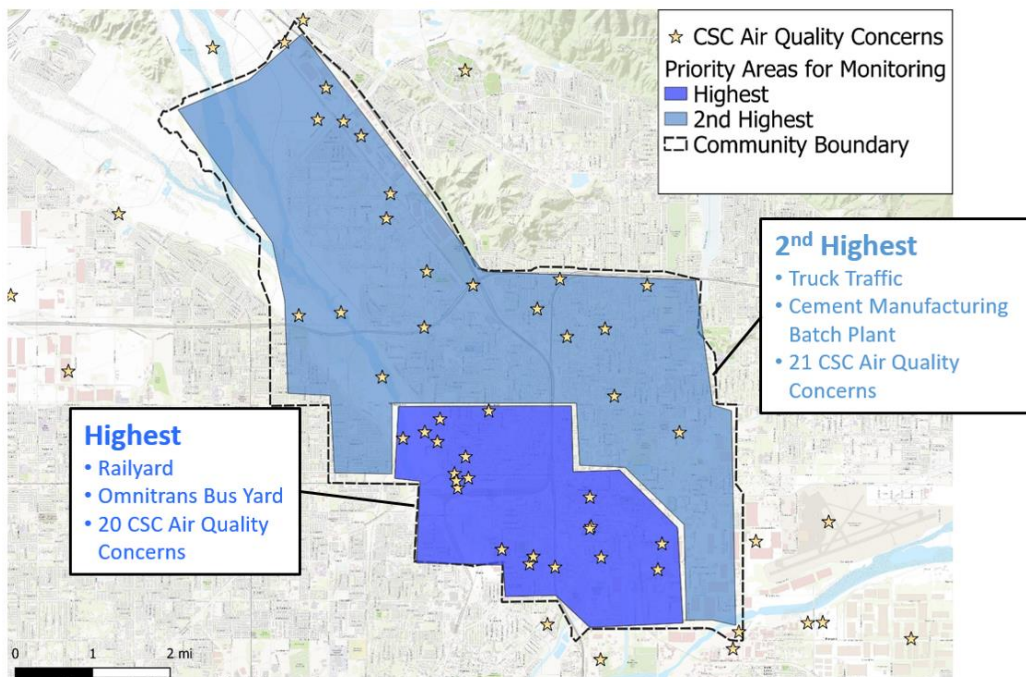 CSC Air Quality Concerns
Priority Areas for Monitoring
Highest
2nd Highest
Community Boundary
2nd Highest
• Truck Traffic
• Cement Manufacturing
Batch Plant
• 21 CSC Air Quality
Concerns
Highest
• Railyard
• Omnitrans Bus Yard
• 20 CSC Air Quality
Concerns
0 1 2 mi